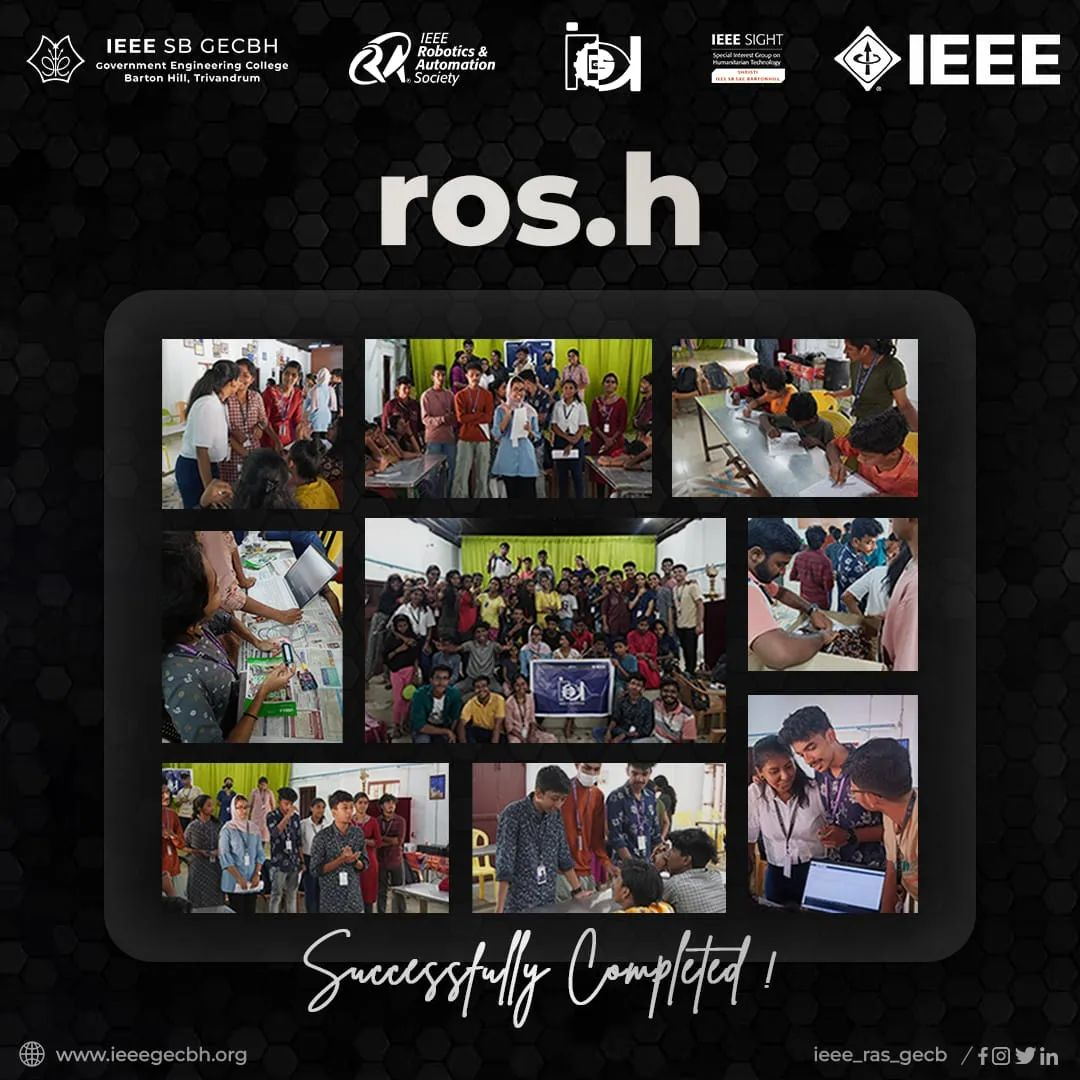 IEEE SB GECBH
Government Engineering College
Barton Hill, Trivandrum
IEEE
Robotics &
Automation
Society
IEEE SIGHT
Special Interest Group on
Humanitarian Technology
IEEE
ros.h
Successfully Completed !
www.ieeegecbh.org
ieee_ras_gecb